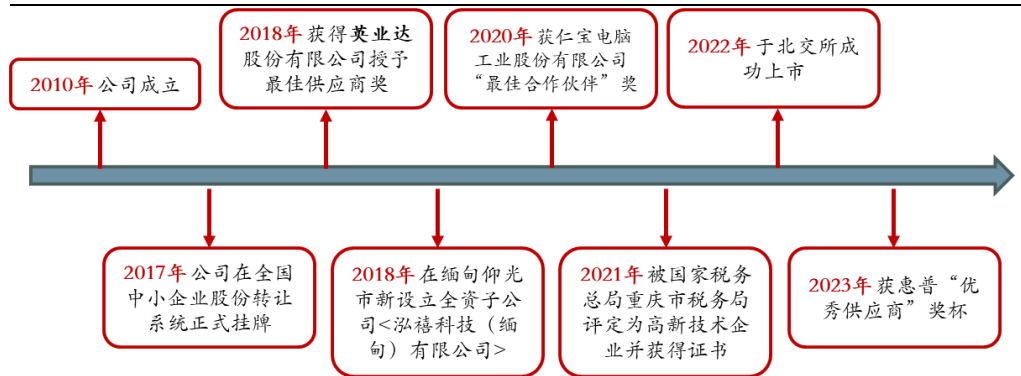 2010年公司成立
2018年获得英业达
股份有限公司授予
最佳供应商奖
2020年获仁宝电脑
工业股份有限公司
“最佳合作伙伴”奖
2022年于北交所成
功上市
2017年公司在全国
中小企业股份转让
系统正式挂牌
2018年在缅甸仰光
市新设立全资子公
司<泓禧科技（缅
甸）有限公司>
2021年被国家税务
总局重庆市税务局
评定为高新技术企
业并获得证书
2023年获惠普“优
秀供应商”奖杯